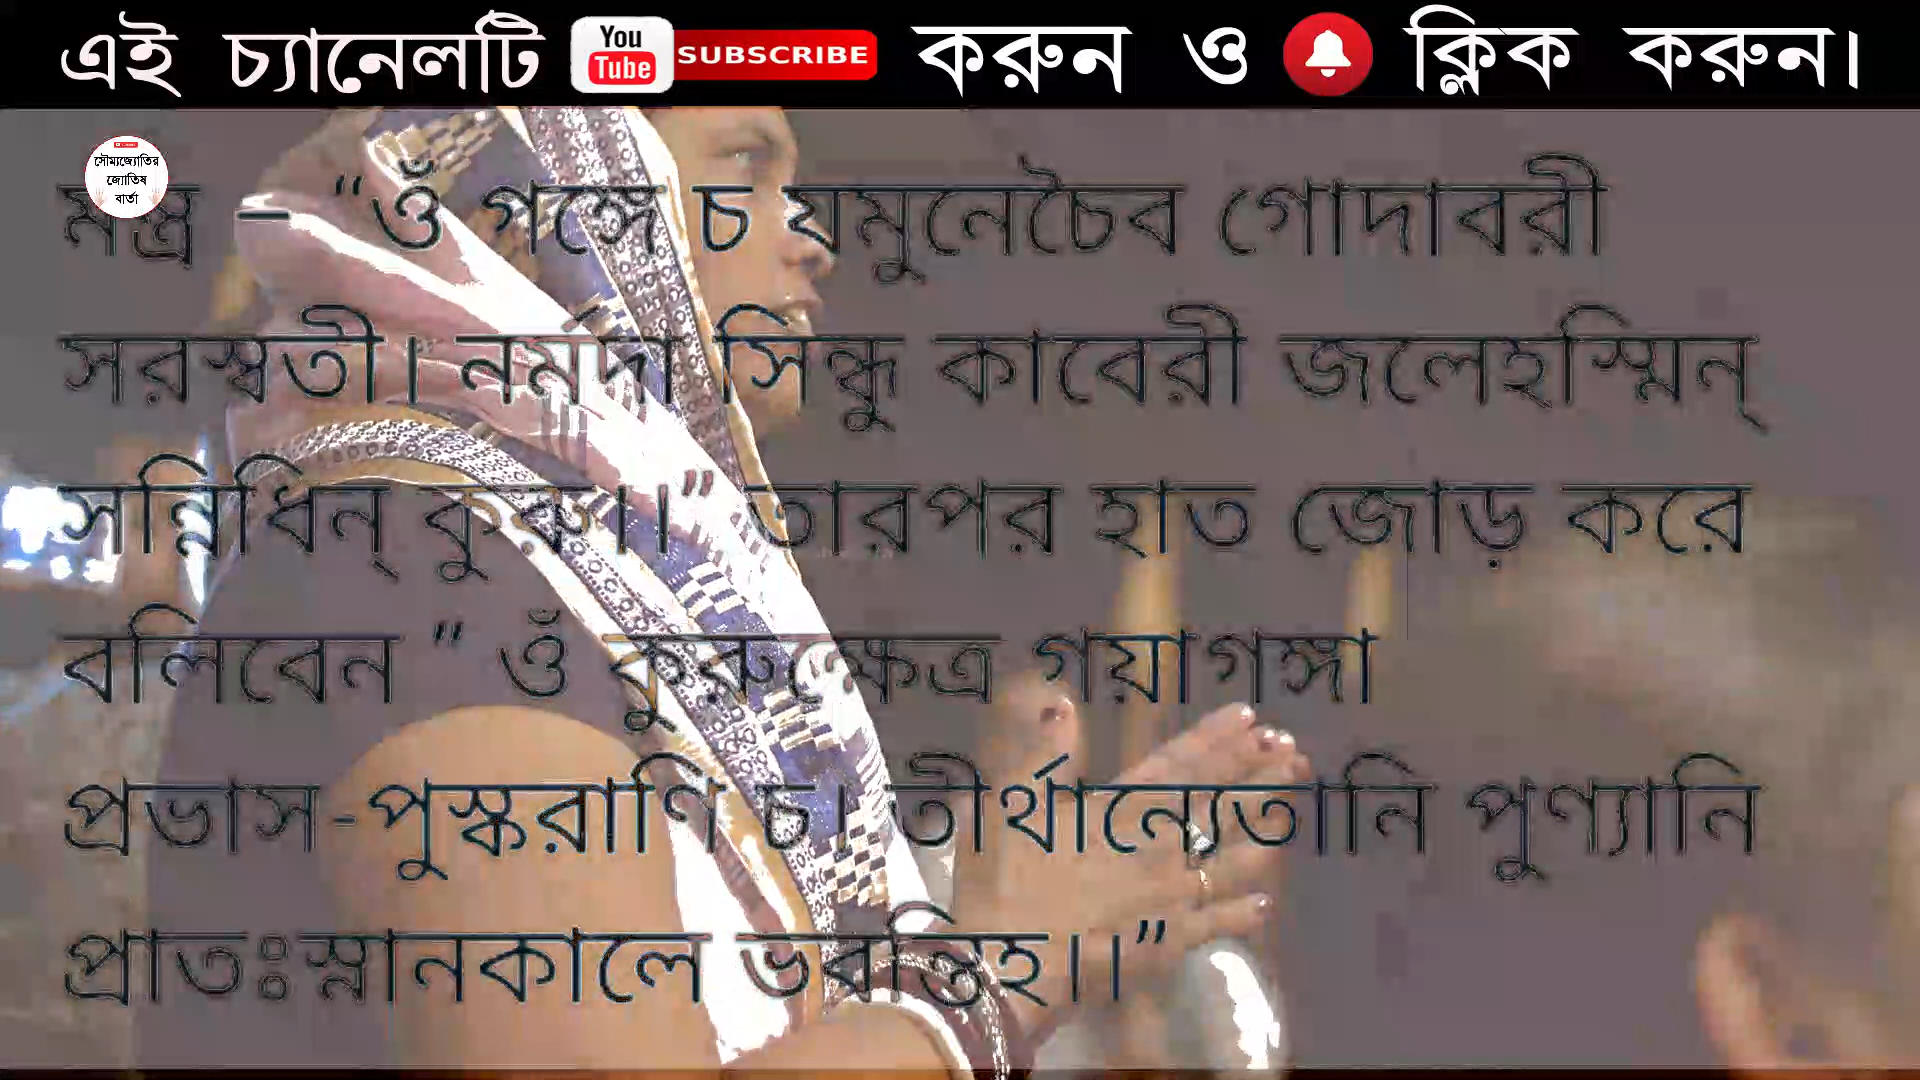 এই চ্যানেলটি You Tube SUBSCRIBE করুন ও ক্লিক করুন।
সৌম্যজ্যোতির
জ্যোতিষ
বার্তা
মন্ত্র – “ওঁ গঙ্গে চ যমুনেচৈব গোদাবরী
সরস্বতী। নর্মদা সিন্ধু কাবেরী জলেহস্মিন্
সন্নিধিন্ কুরু।।” তারপর হাত জোড় করে
বলিবেন " ওঁ কুরুক্ষেত্র গয়াগঙ্গা
প্রভাস-পুস্করাণি চ। তীর্থান্যেতানি পুণ্যানি
প্রাতঃস্নানকালে ভবন্তিহ।।”